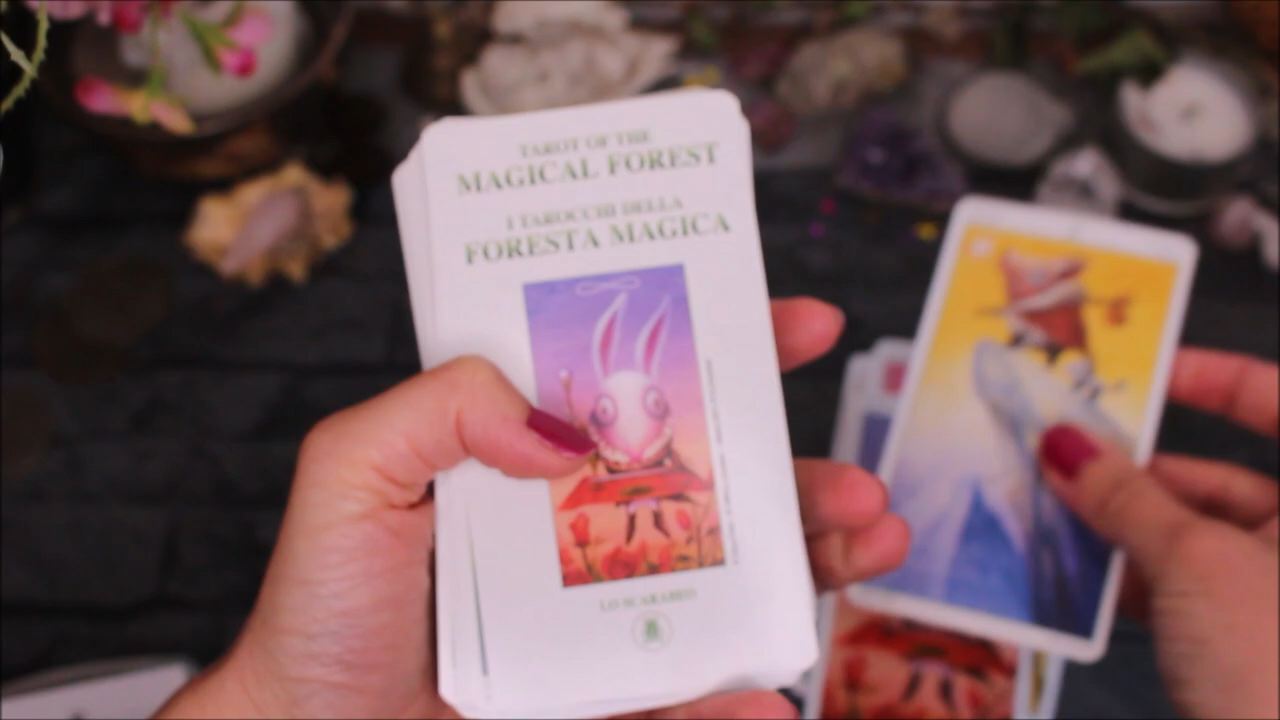 TAROT OF THE
MAGICAL FOREST
I TAROCCHI DELLA
FORESTA MAGICA
LO SCARABEO